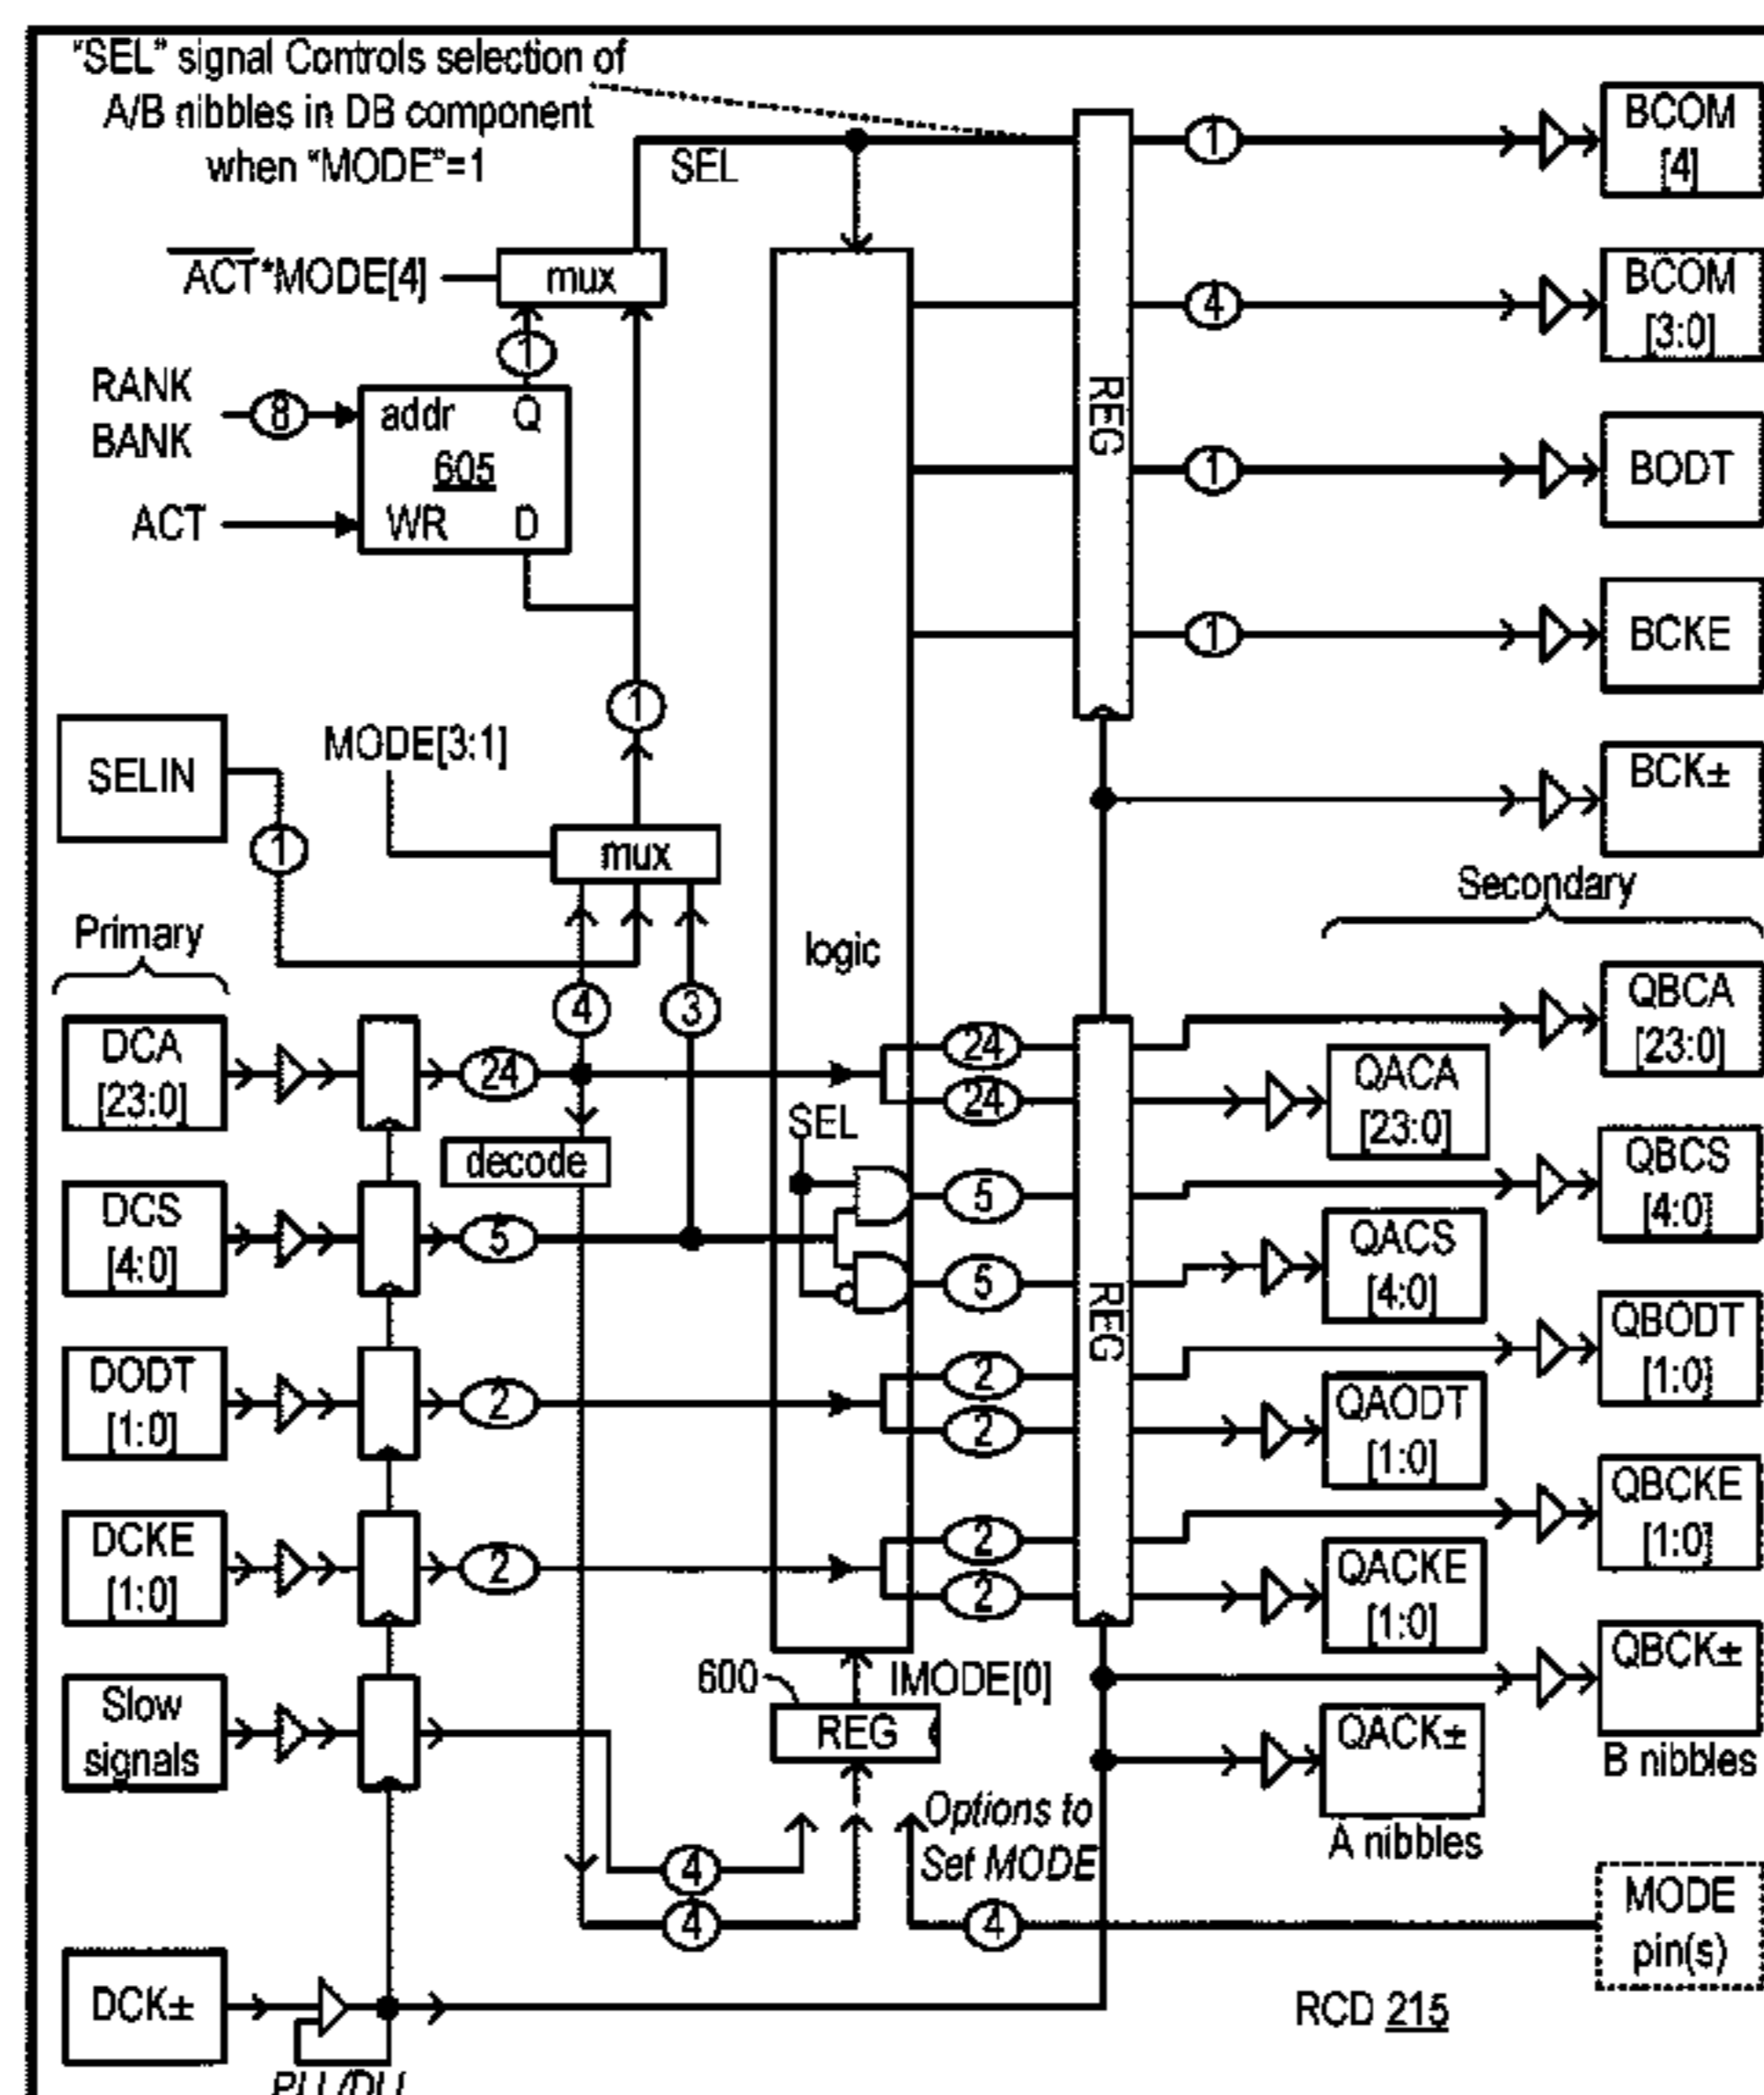 "SEL" signal Controls selection of
A/B nibbles in DB component
when "MODE"=1
SEL
ACT*MODE[4]
mux
1
RANK
BANK
8
addr Q
605
WR D
ACT
1
MODE[3:1]
SELIN
1
mux
Primary
4
3
logic
REG
1
BCOM
[4]
4
BCOM
[3:0]
1
BODT
1
BCKE
BCK±
Secondary
DCA
[23:0]
24
decode
DCS
[4:0]
5
DODT
[1:0]
2
DCKE
[1:0]
2
Slow
signals
DCK±
SEL
24
24
5
5
2
2
2
2
REG
QBCA
[23:0]
QACA
[23:0]
QBCS
[4:0]
QACS
[4:0]
QBODT
[1:0]
QAODT
[1:0]
QBCKE
[1:0]
QACKE
[1:0]
QBCK±
B nibbles
QACK±
A nibbles
600
IMODE[0]
REG
Options to
Set MODE
4
4
4
MODE
pin(s)
RCD 215
PLL/DLL